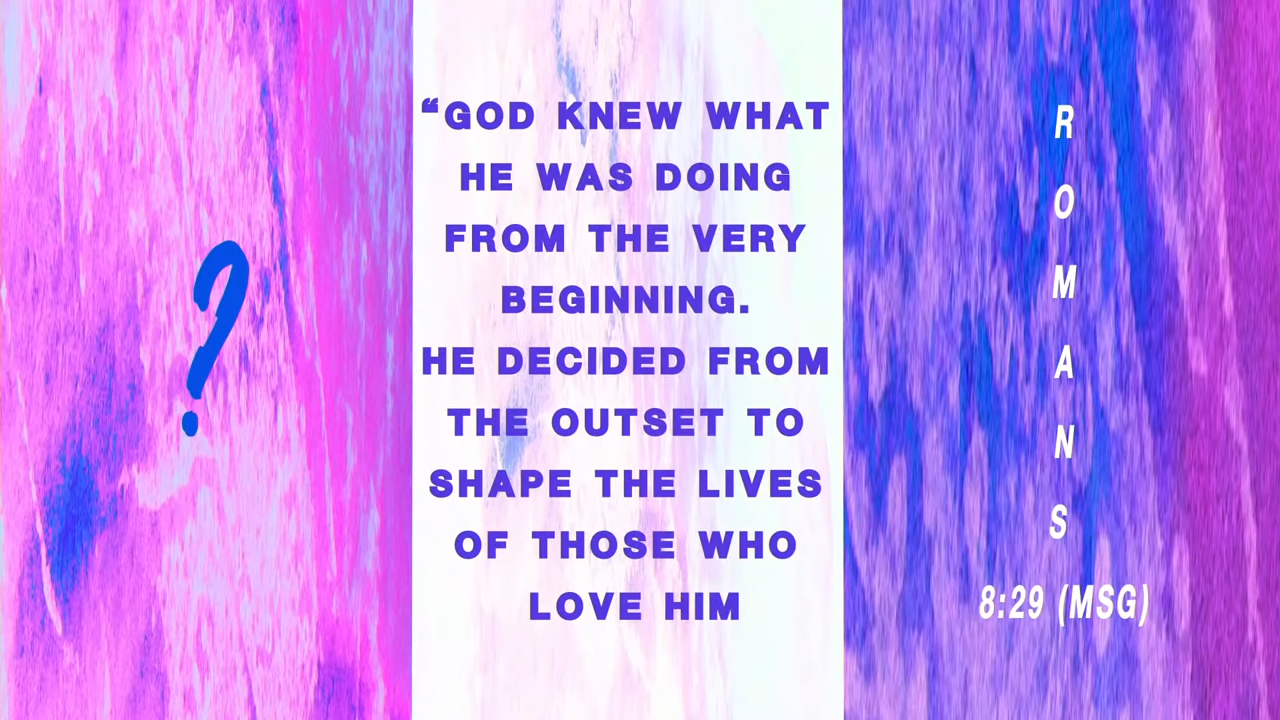 ?
“GOD KNEW WHAT
HE WAS DOING
FROM THE VERY
BEGINNING.
HE DECIDED FROM
THE OUTSET TO
SHAPE THE LIVES
OF THOSE WHO
LOVE HIM
ROMANS
8:29 (MSG)